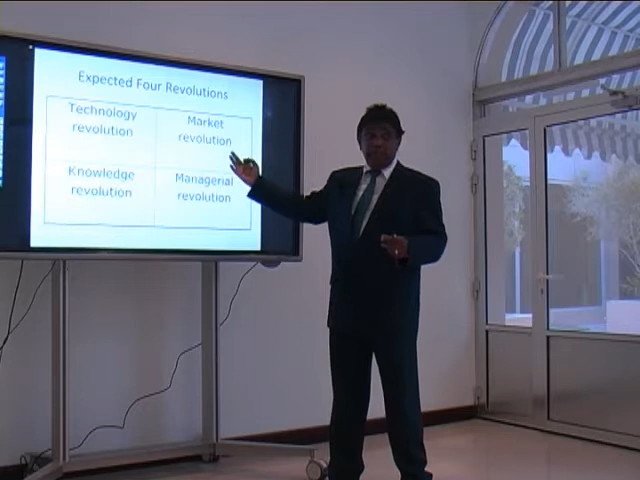 Expected Four Revolutions
Technology
revolution
Market
revolution
Knowledge
revolution
Managerial
revolution